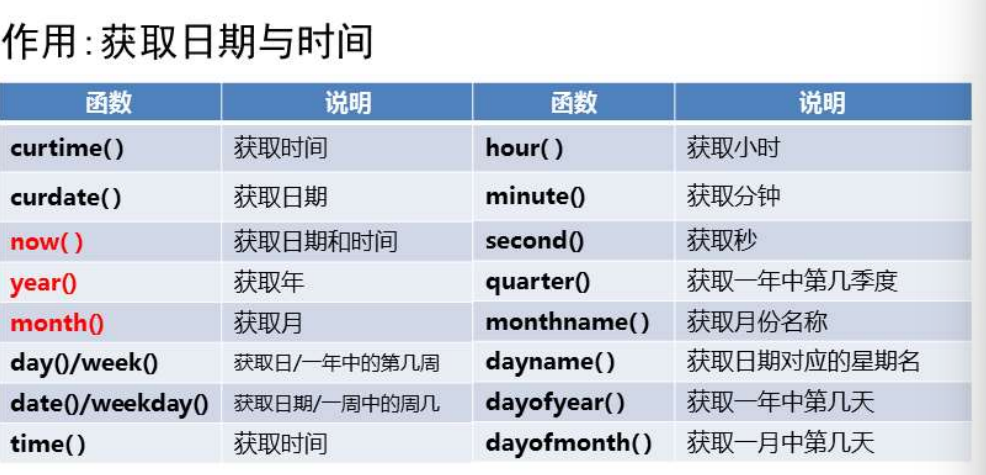 作用:获取日期与时间
函数 说明 函数 说明
curtime() 获取时间 hour( ) 获取小时
curdate() 获取日期 minute() 获取分钟
now( ) 获取日期和时间 second() 获取秒
year() 获取年 quarter() 获取一年中第几季度
month() 获取月 monthname() 获取月份名称
day()/week() 获取日/一年中的第几周 dayname() 获取日期对应的星期名
date()/weekday() 获取日期/一周中的周几 dayofyear() 获取一年中第几天
time() 获取时间 dayofmonth() 获取一月中第几天